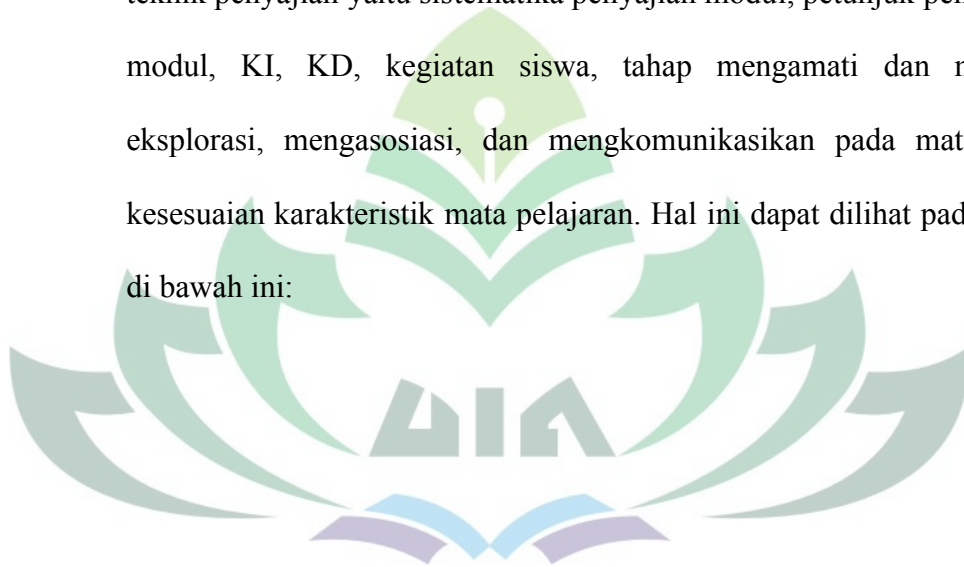 teknik penyajian yaitu sistematika penyajian modul, petunjuk
modul, KI, KD, kegiatan siswa, tahap mengamati dan
eksplorasi, mengasosiasi, dan mengkomunikasikan pada
kesesuaian karakteristik mata pelajaran. Hal ini dapat dilihat
di bawah ini:
UIN